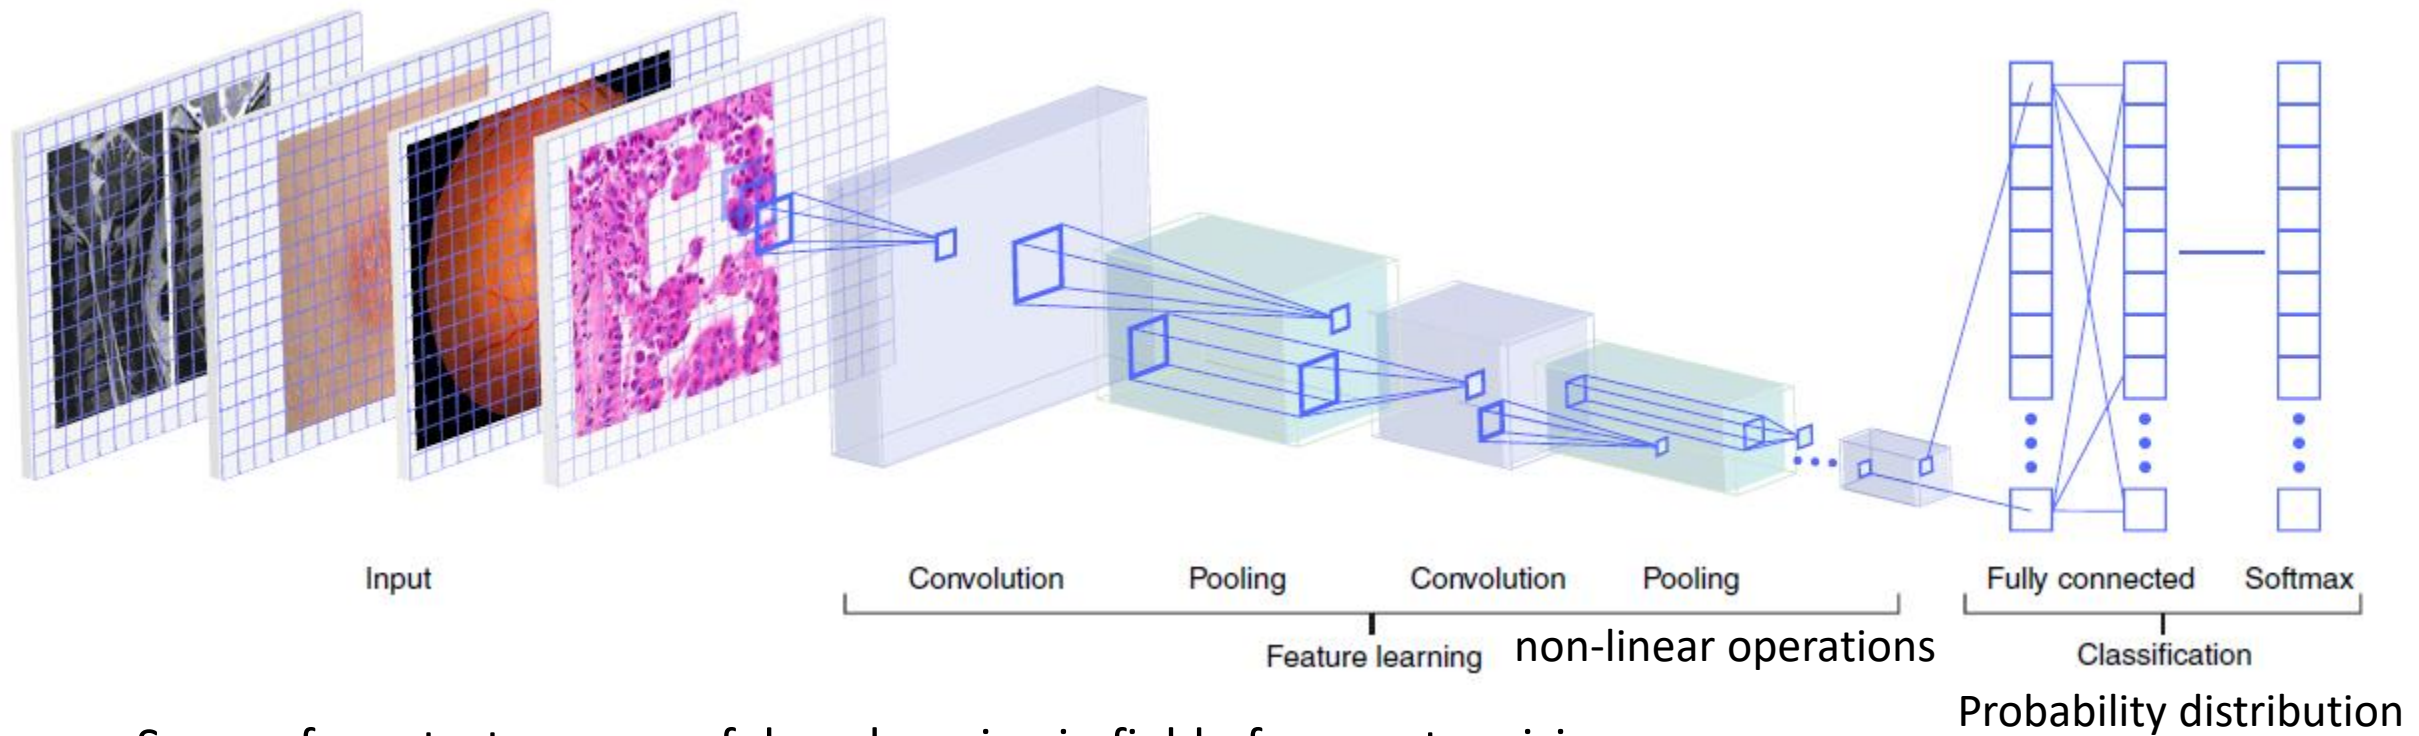 Input
Convolution
Pooling
Convolution
Pooling
Fully connected
Softmax
Feature learning
non-linear operations
Classification
Probability distribution